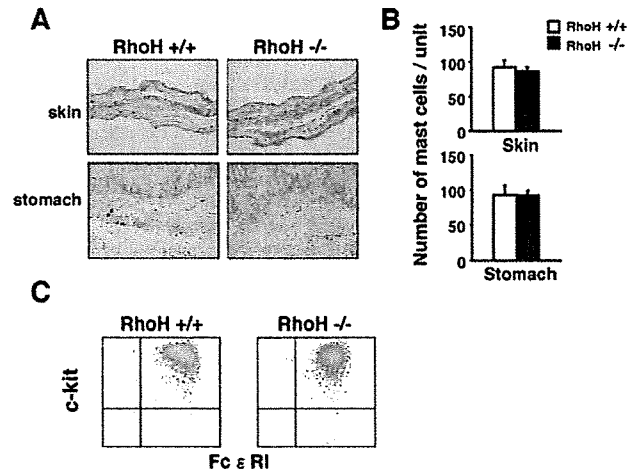 A
RhoH +/+ RhoH -/-
skin
stomach
B
RhoH +/+
RhoH -/-
Number of mast cells / unit
150
100
50
0
Skin
150
100
50
0
Stomach
C
RhoH +/+ RhoH -/-
c-kit
Fc ε RI